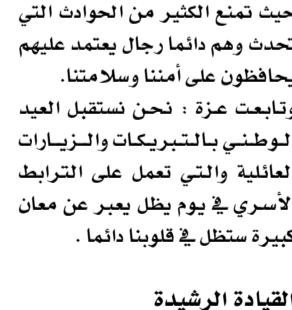 حيث تمنع الكثير من الحوادث التي
تحدث وهم دائما رجال يعتمد عليهم
يحافظون على أمننا وسلامتنا.
وتابعت عزة : نحن نستقبل العيد
الوطني بالتبريكات والزيارات
العائلية والتي تعمل على الترابط
الأسري في يوم يظل يعبر عن معان
كبيرة ستظل في قلوبنا دائما .
القيادة الرشيدة